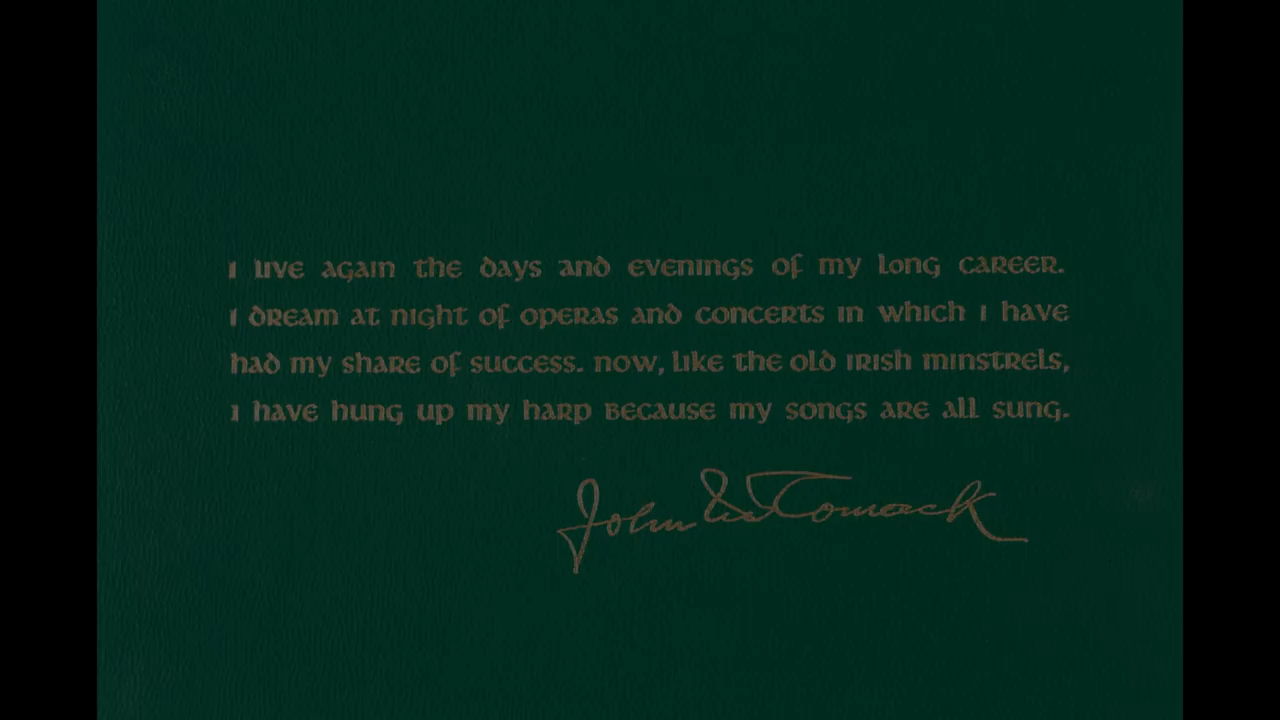 I live again the days and evenings of my long career.
I dream at night of operas and concerts in which I have
had my share of success. now, like the old Irish minstrels,
I have hung up my harp because my songs are all sung.
John McCormack